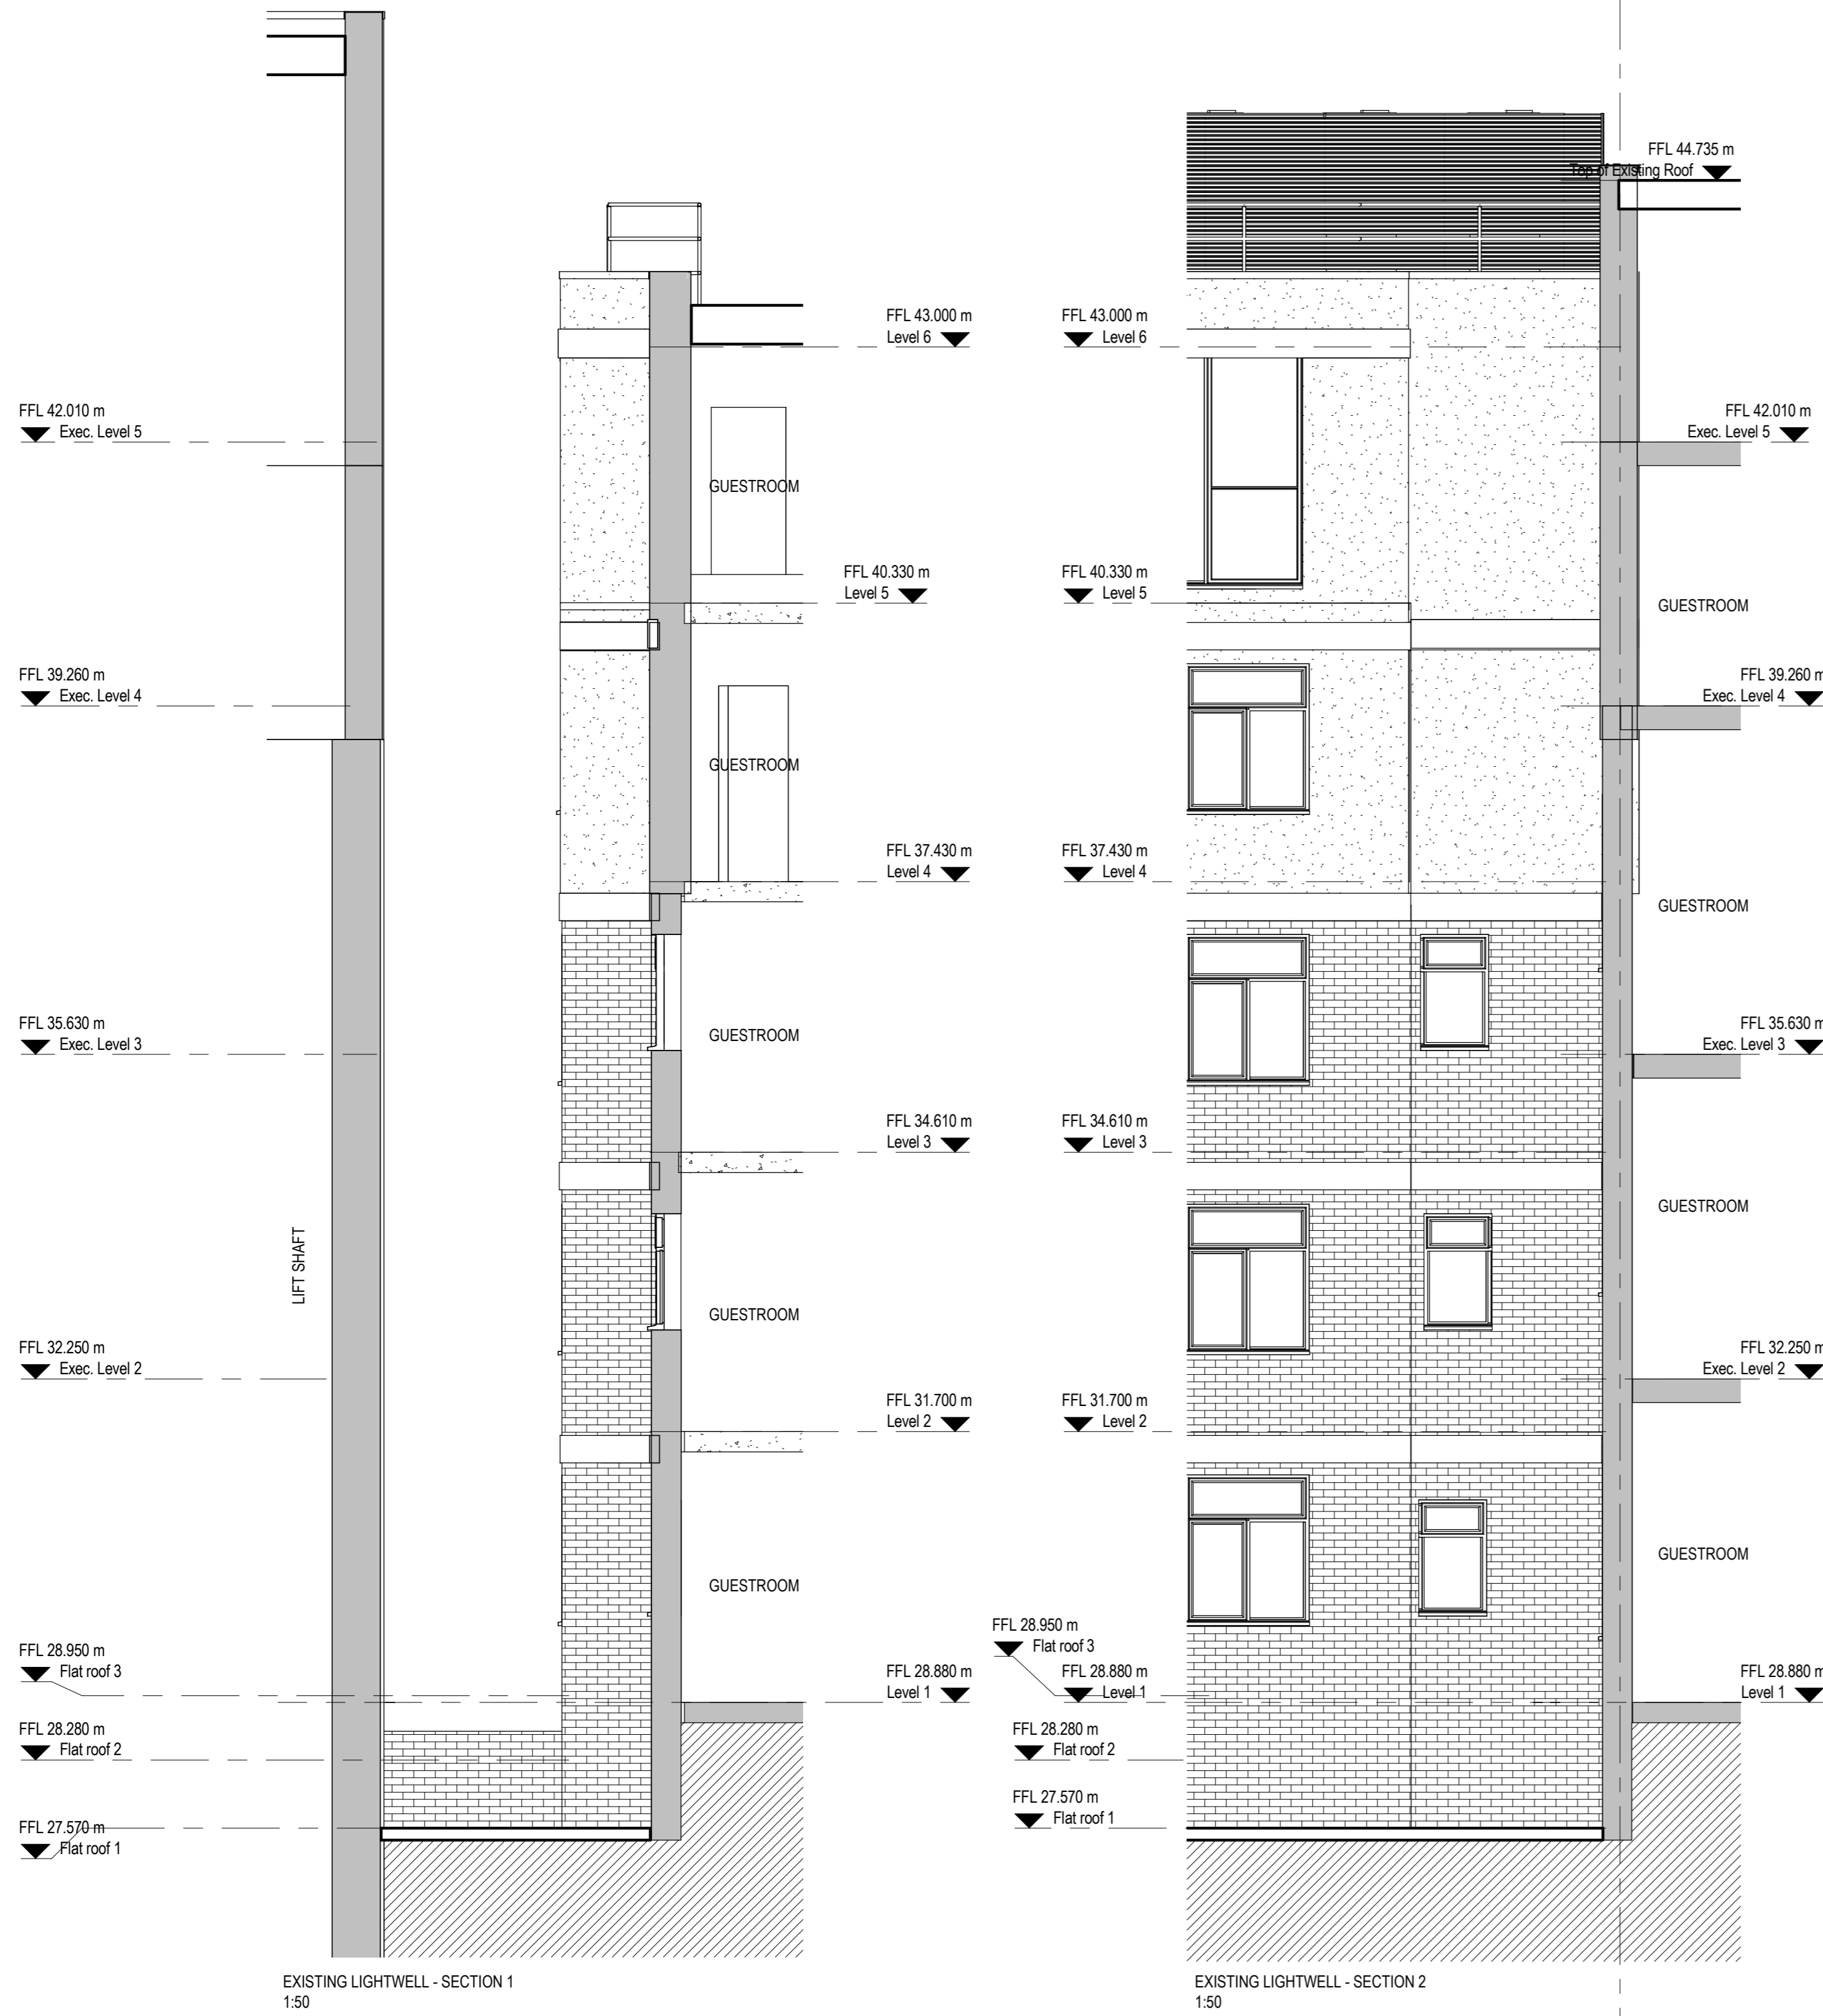 FFL 44.735 m
Top of Existing Roof
FFL 43.000 m
Level 6
FFL 43.000 m
Level 6
FFL 42.010 m
Exec. Level 5
FFL 42.010 m
Exec. Level 5
GUESTROOM
FFL 40.330 m
Level 5
FFL 40.330 m
Level 5
GUESTROOM
FFL 39.260 m
Exec. Level 4
FFL 39.260 m
Exec. Level 4
GUESTROOM
FFL 37.430 m
Level 4
FFL 37.430 m
Level 4
GUESTROOM
FFL 35.630 m
Exec. Level 3
GUESTROOM
FFL 35.630 m
Exec. Level 3
FFL 34.610 m
Level 3
FFL 34.610 m
Level 3
GUESTROOM
LIFT SHAFT
GUESTROOM
FFL 32.250 m
Exec. Level 2
FFL 32.250 m
Exec. Level 2
FFL 31.700 m
Level 2
FFL 31.700 m
Level 2
GUESTROOM
GUESTROOM
FFL 28.950 m
Flat roof 3
FFL 28.950 m
Flat roof 3
FFL 28.880 m
Level 1
FFL 28.880 m
Level 1
FFL 28.880 m
Level 1
FFL 28.280 m
Flat roof 2
FFL 28.280 m
Flat roof 2
FFL 27.570 m
Flat roof 1
FFL 27.570 m
Flat roof 1
EXISTING LIGHTWELL - SECTION 1
1:50
EXISTING LIGHTWELL - SECTION 2
1:50